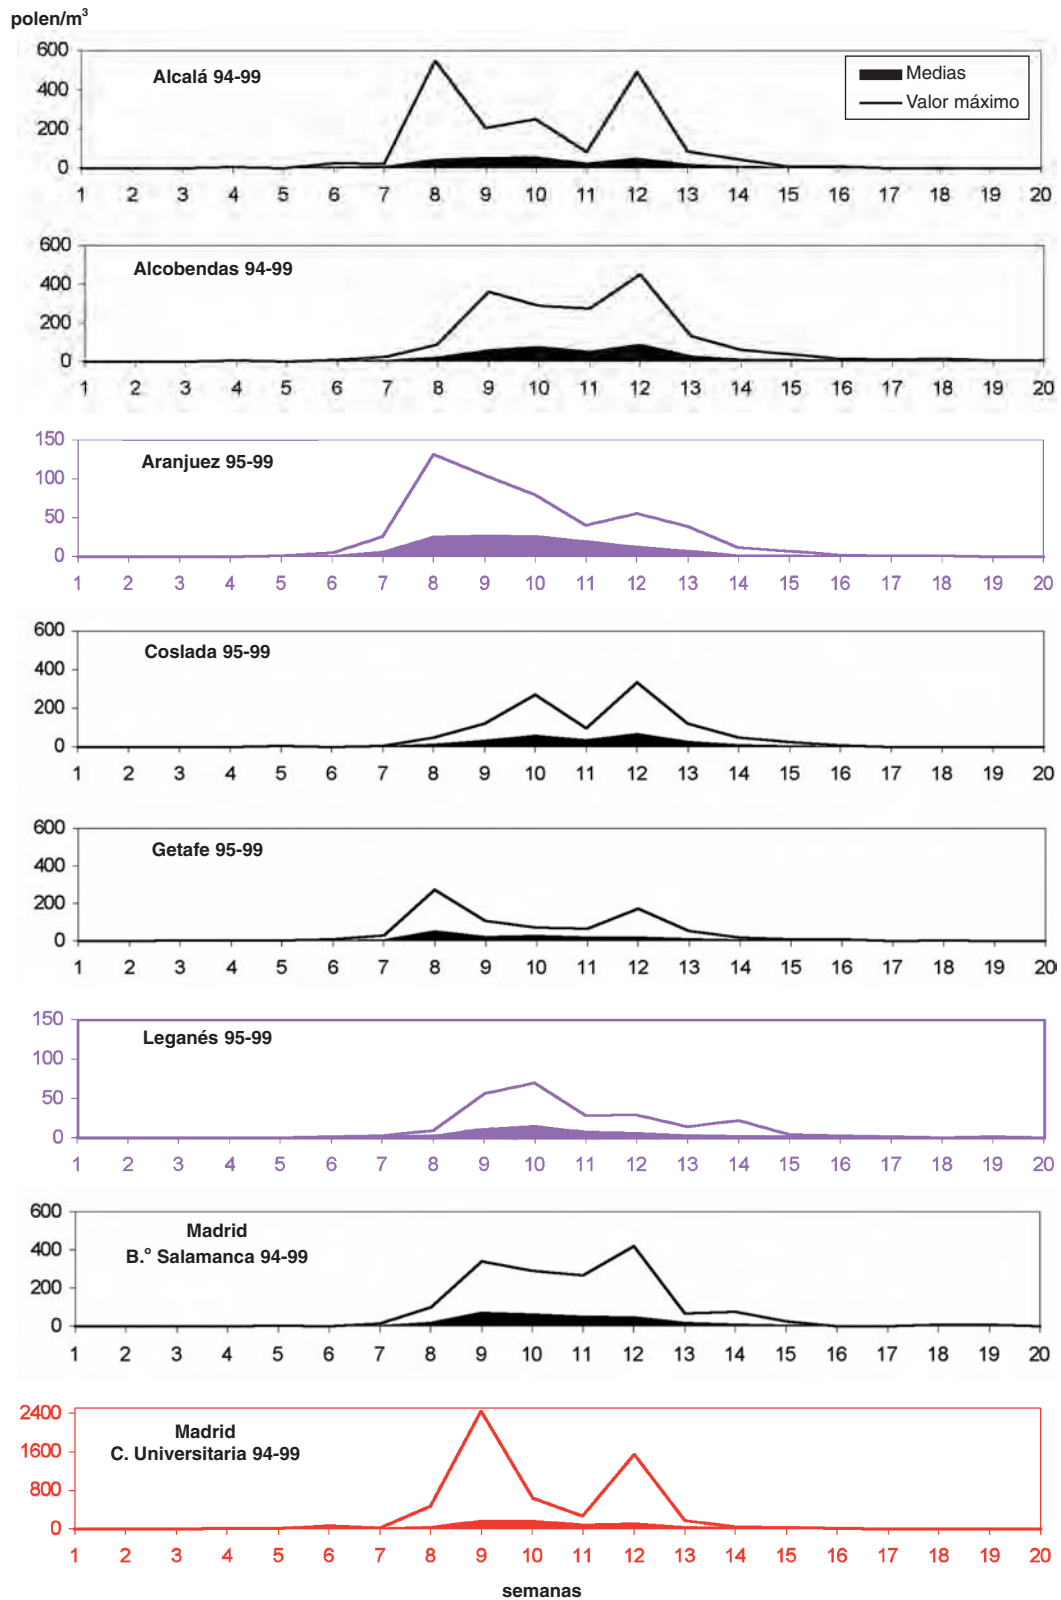 polen/m³
600
Alcalá 94-99
Medias
400
Valor máximo
200
0
1 2 3 4 5 6 7 8 9 10 11 12 13 14 15 16 17 18 19 20
600
Alcobendas 94-99
400
200
0
1 2 3 4 5 6 7 8 9 10 11 12 13 14 15 16 17 18 19 20
150
Aranjuez 95-99
100
50
0
1 2 3 4 5 6 7 8 9 10 11 12 13 14 15 16 17 18 19 20
600
Coslada 95-99
400
200
0
1 2 3 4 5 6 7 8 9 10 11 12 13 14 15 16 17 18 19 20
600
Getafe 95-99
400
200
0
1 2 3 4 5 6 7 8 9 10 11 12 13 14 15 16 17 18 19 20
150
Leganés 95-99
100
50
0
1 2 3 4 5 6 7 8 9 10 11 12 13 14 15 16 17 18 19 20
600
Madrid
B.º Salamanca 94-99
400
200
0
1 2 3 4 5 6 7 8 9 10 11 12 13 14 15 16 17 18 19 20
2400
Madrid
C. Universitaria 94-99
1600
800
0
1 2 3 4 5 6 7 8 9 10 11 12 13 14 15 16 17 18 19 20
semanas